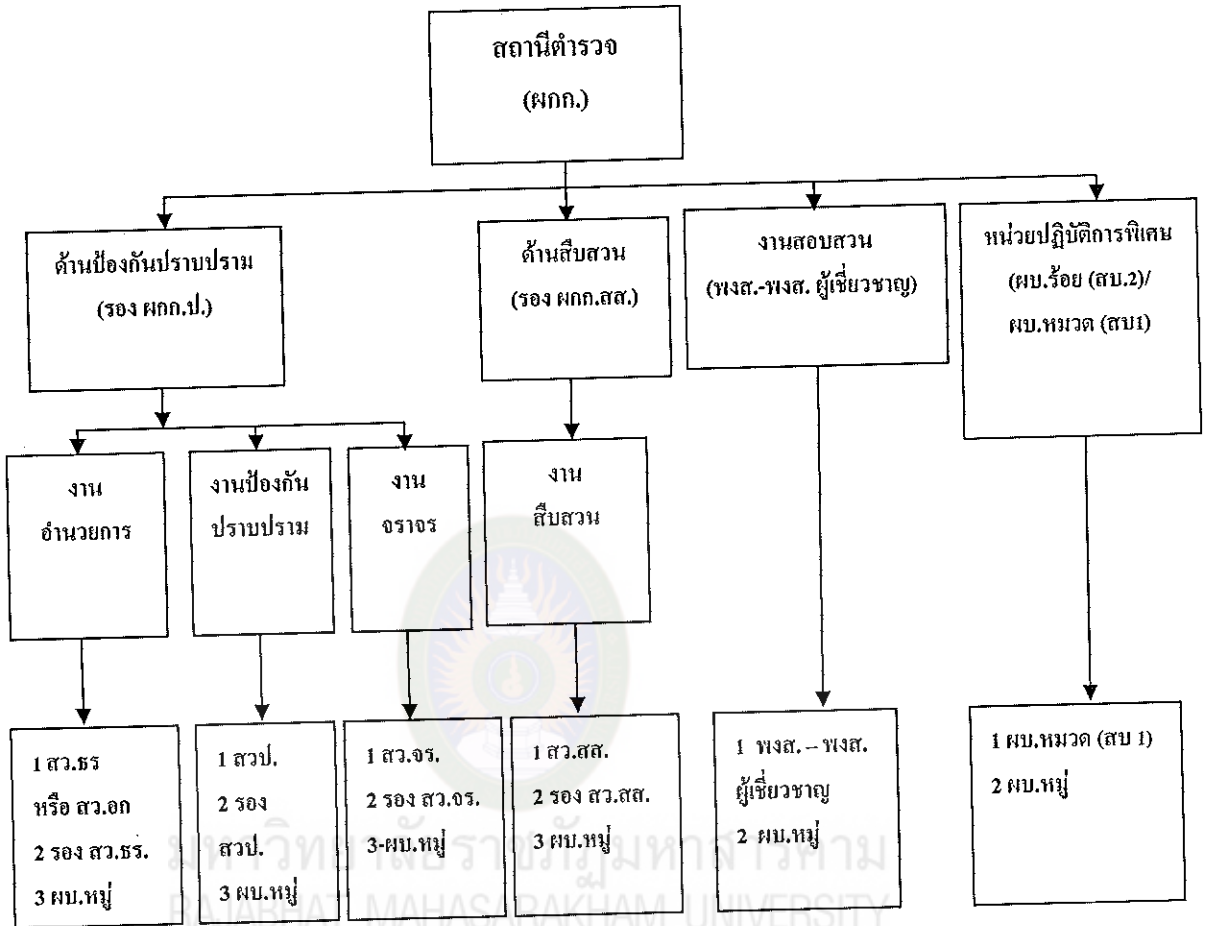 สถานีตำรวจ
(ผกก.)
ด้านป้องกันปราบปราม
(รอง ผกก.ป.)
ด้านสืบสวน
(รอง ผกก.สส.)
งานสอบสวน
(พงส.-พงส. ผู้เชี่ยวชาญ)
หน่วยปฏิบัติการพิเศษ
(ผบ.ร้อย (สบ.2)/
ผบ.หมวด (สบ1)
งาน
อำนวยการ
งานป้องกัน
ปราบปราม
งาน
จราจร
งาน
สืบสวน
1 สว.ธร
หรือ สว.อก
2 รอง สว.ธร.
3 ผบ.หมู่
1 สวป.
2 รอง
สวป.
3 ผบ.หมู่
1 สว.จร.
2 รอง สว.จร.
3-ผบ.หมู่
1 สว.สส.
2 รอง สว.สส.
3 ผบ.หมู่
1 พงส. – พงส.
ผู้เชี่ยวชาญ
2 ผบ.หมู่
1 ผบ.หมวด (สบ 1)
2 ผบ.หมู่
มหาวิทยาลัยราชภัฏมหาสารคาม
RAJABHAT MAHASARAKHAM UNIVERSITY